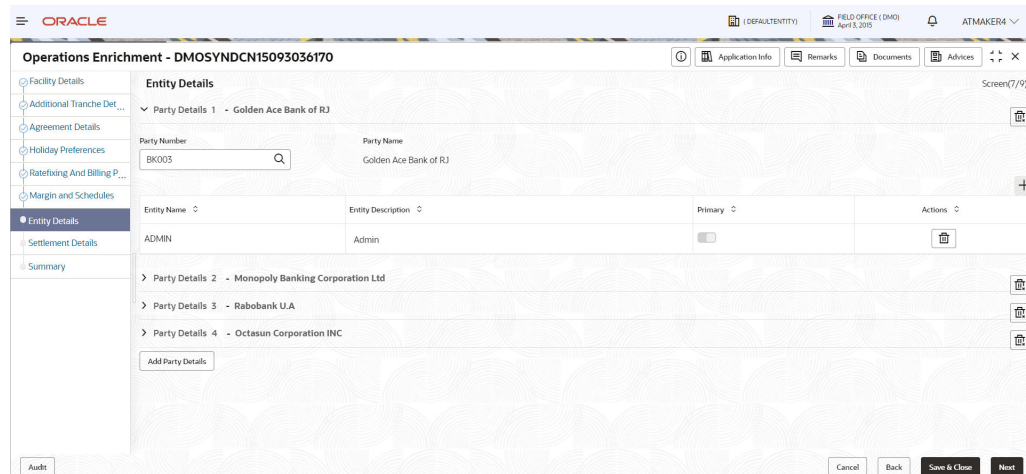 ORACLE
( DEFAULTENTITY)
FIELD OFFICE ( DMO)
April 3, 2015
ATMAKER4
Operations Enrichment - DMOSYNDCN15093036170
Application Info
Remarks
Documents
Advices
Facility Details
Additional Tranche Det...
Agreement Details
Holiday Preferences
Ratefixing And Billing P...
Margin and Schedules
Entity Details
Settlement Details
Summary
Entity Details
Screen(7/9)
Party Details 1 - Golden Ace Bank of RJ
Party Number
Party Name
BK003
Golden Ace Bank of RJ
Entity Name
Entity Description
Primary
Actions
ADMIN
Admin
Party Details 2 - Monopoly Banking Corporation Ltd
Party Details 3 - Rabobank U.A
Party Details 4 - Octasun Corporation INC
Add Party Details
Audit
Cancel
Back
Save & Close
Next